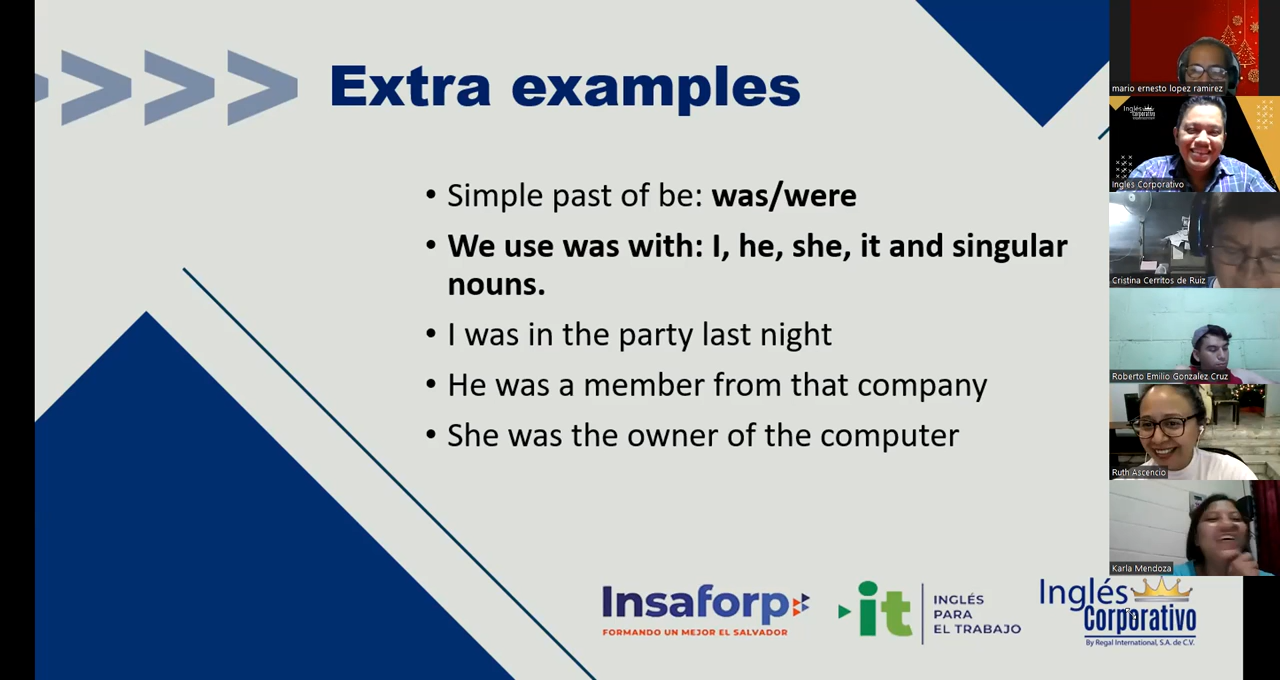 >>>> Extra examples
• Simple past of be: was/were
• We use was with: I, he, she, it and singular
nouns.
• I was in the party last night
• He was a member from that company
• She was the owner of the computer
Insaforp
FORMANDO UN MEJOR EL SALVADOR
it
INGLÉS
PARA
EL TRABAJO
Inglés
Corporativo
By Regal International, S.A. de C.V.
mario ernesto lopez ramirez
Inglés
Corporativo
Ingles Corporativo
Cristina Cerritos de Ruiz
Roberto Emilio Gonzalez Cruz
Ruth Ascencio
Karla Mendoza